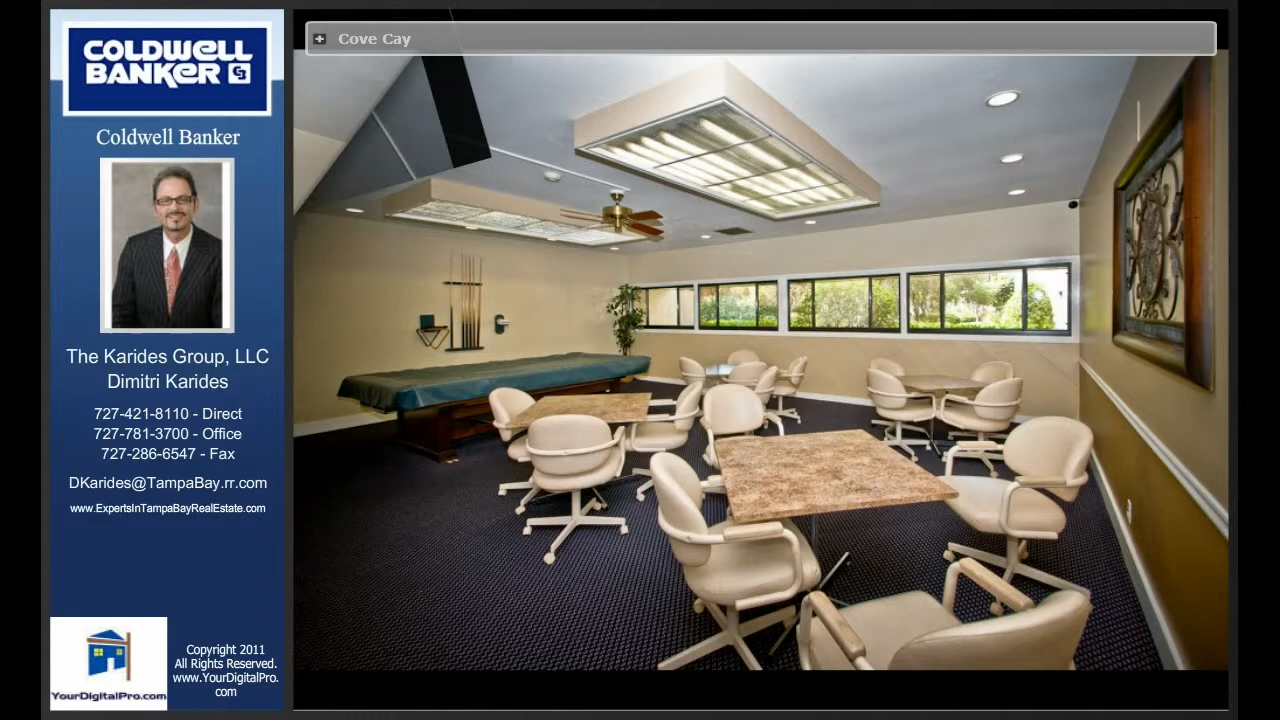 COLDWELL
BANKER CB
Coldwell Banker
The Karides Group, LLC
Dimitri Karides
727-421-8110 - Direct
727-781-3700 - Office
727-286-6547 - Fax
DKarides@TampaBay.rr.com
www.ExpertsInTampaBayRealEstate.com
YourDigitalPro.com
Copyright 2011
All Rights Reserved.
www.YourDigitalPro.
com
Cove Cay